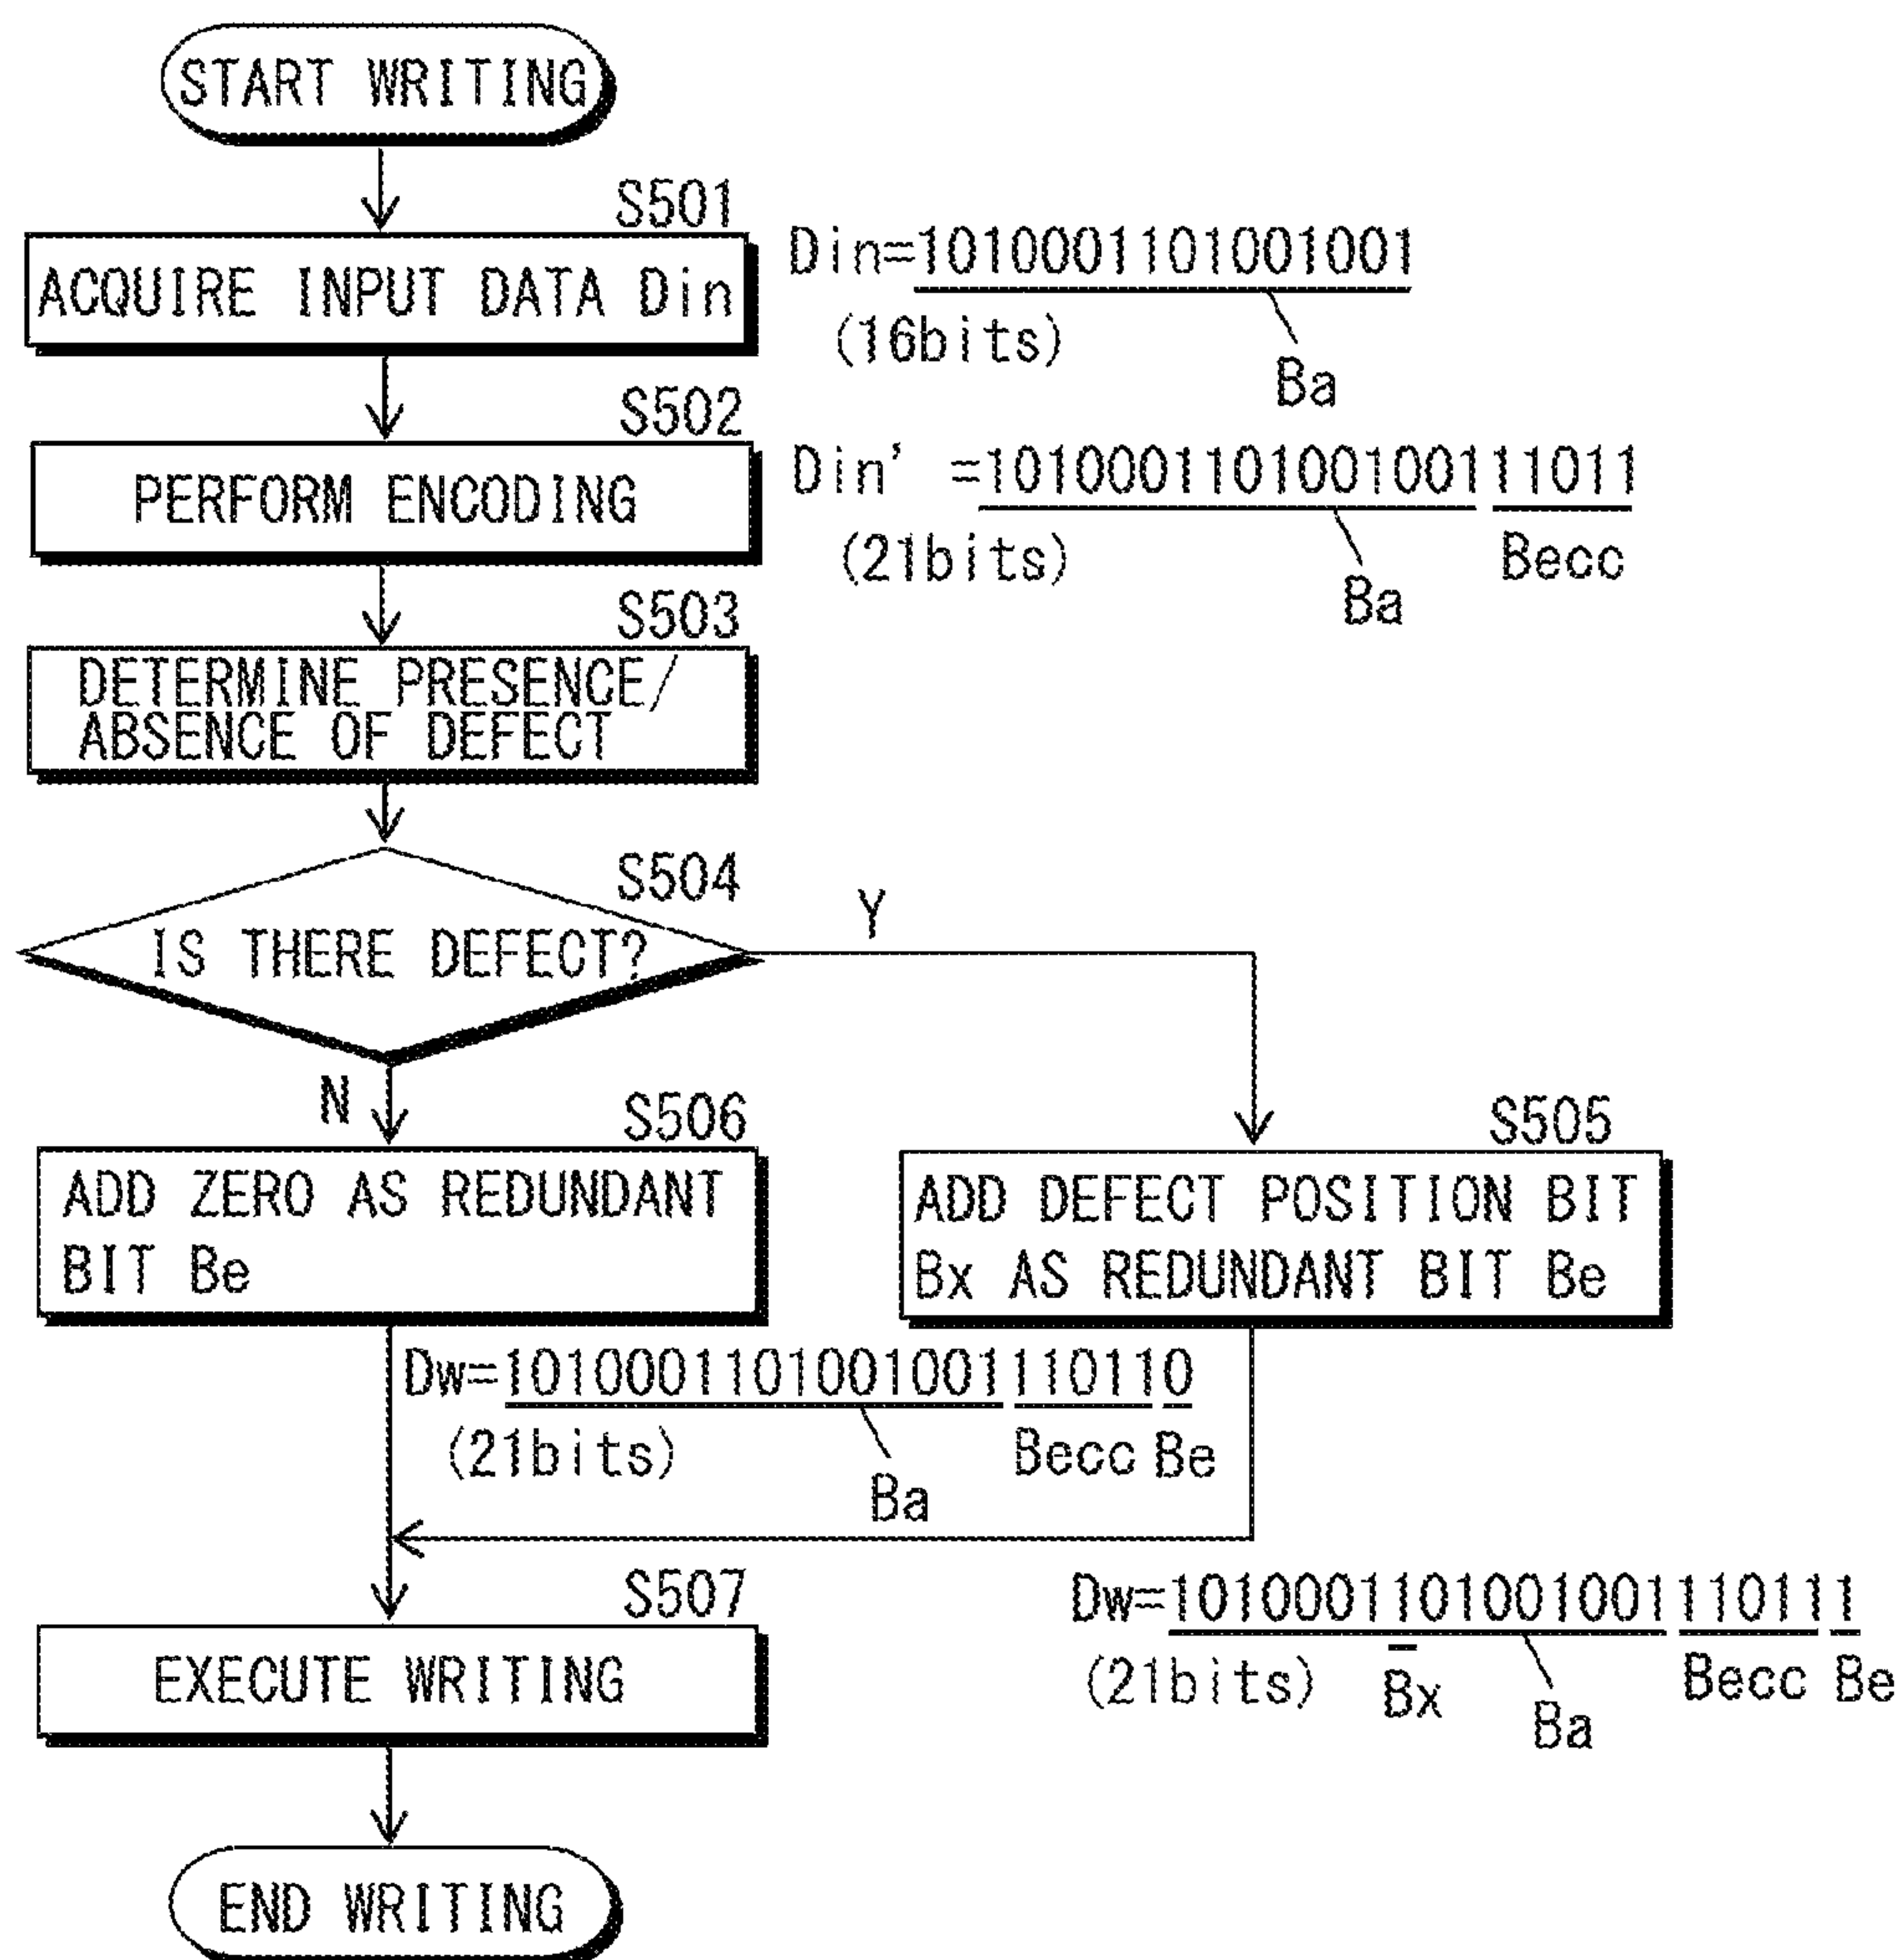 START WRITING
S501
ACQUIRE INPUT DATA Din
Din=1010001101001001
(16bits)
Ba
S502
PERFORM ENCODING
Din' =101000110100100111011
(21bits)
Ba
Becc
S503
DETERMINE PRESENCE/
ABSENCE OF DEFECT
S504
IS THERE DEFECT?
Y
N
S506
ADD ZERO AS REDUNDANT
BIT Be
S505
ADD DEFECT POSITION BIT
Bx AS REDUNDANT BIT Be
Dw=1010001101001001110110
(21bits)
Ba
Becc Be
S507
EXECUTE WRITING
Dw=1010001101001001110111
(21bits)
Bx
Ba
Becc Be
END WRITING